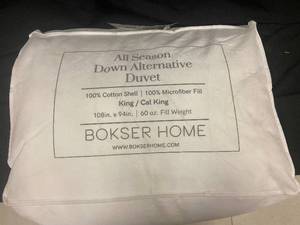 All Season
Down Alternative
Duvet
100% Cotton Shell | 100% Microfiber Fill
King / Cal King
108in. x 94in. | 60 oz. Fill Weight
BOKSER HOME
WWW.BOKSERHOME.COM